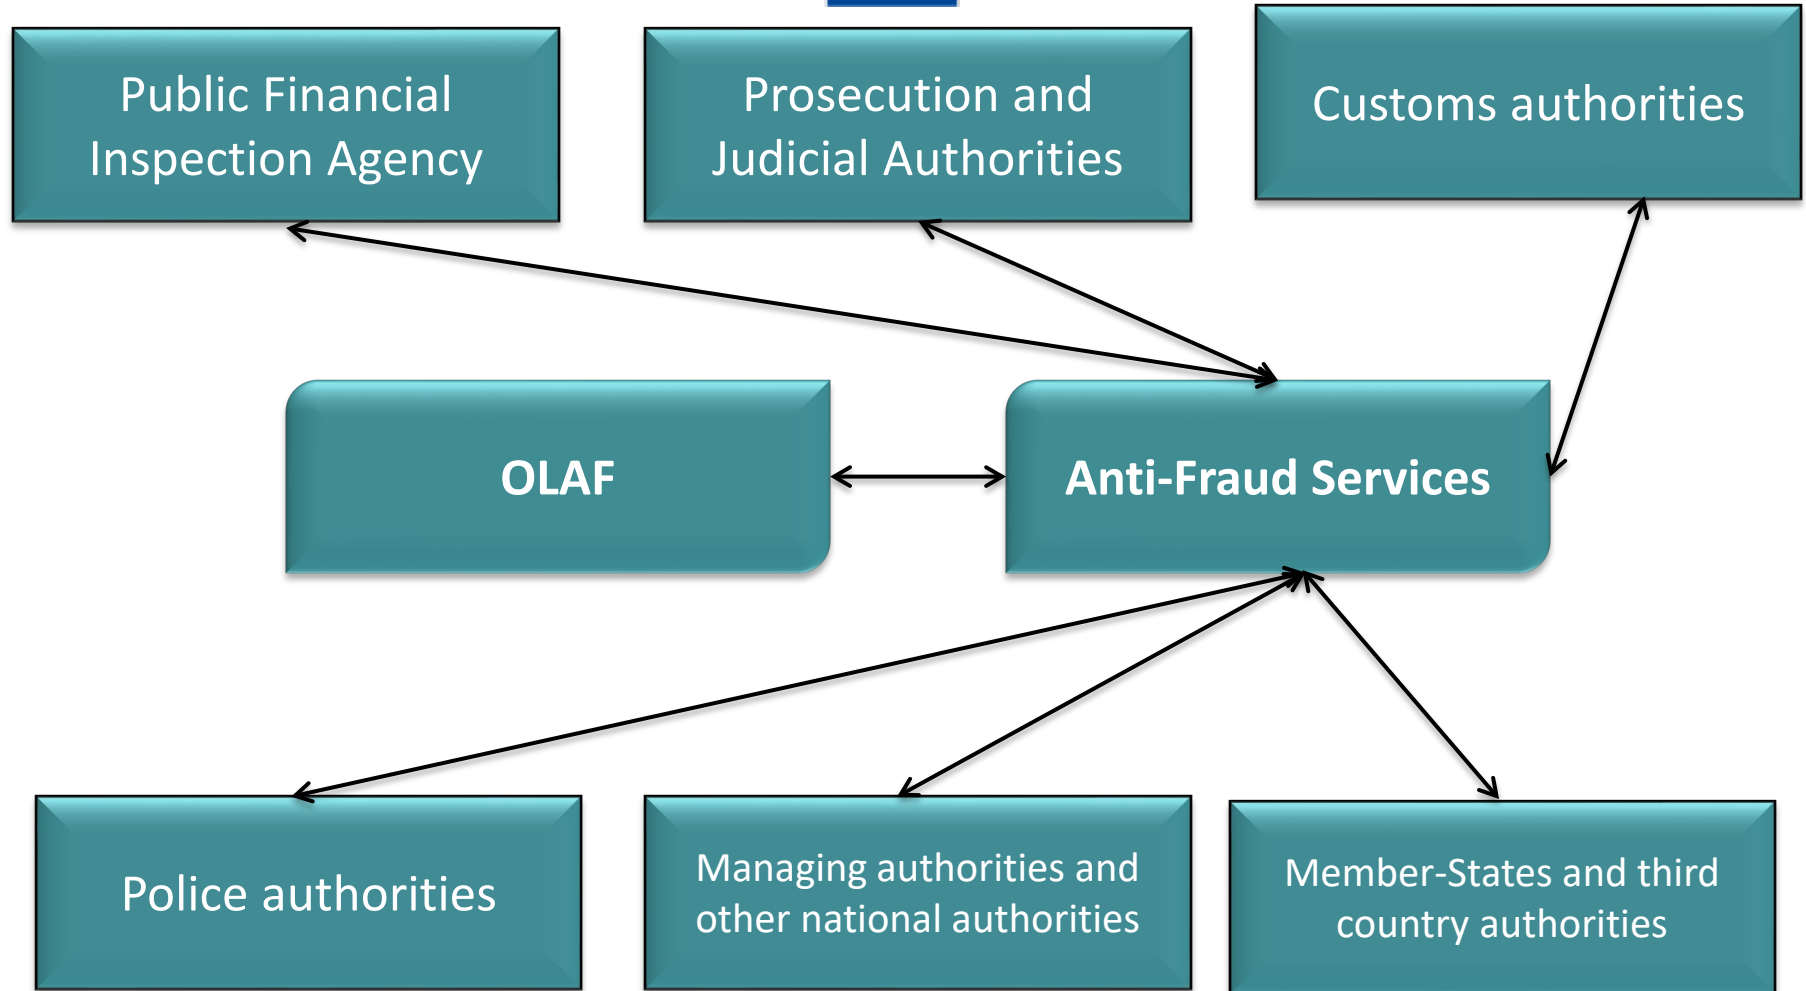 Public Financial
Inspection Agency
Prosecution and
Judicial Authorities
Customs authorities
OLAF
Anti-Fraud Services
Police authorities
Managing authorities and
other national authorities
Member-States and third
country authorities